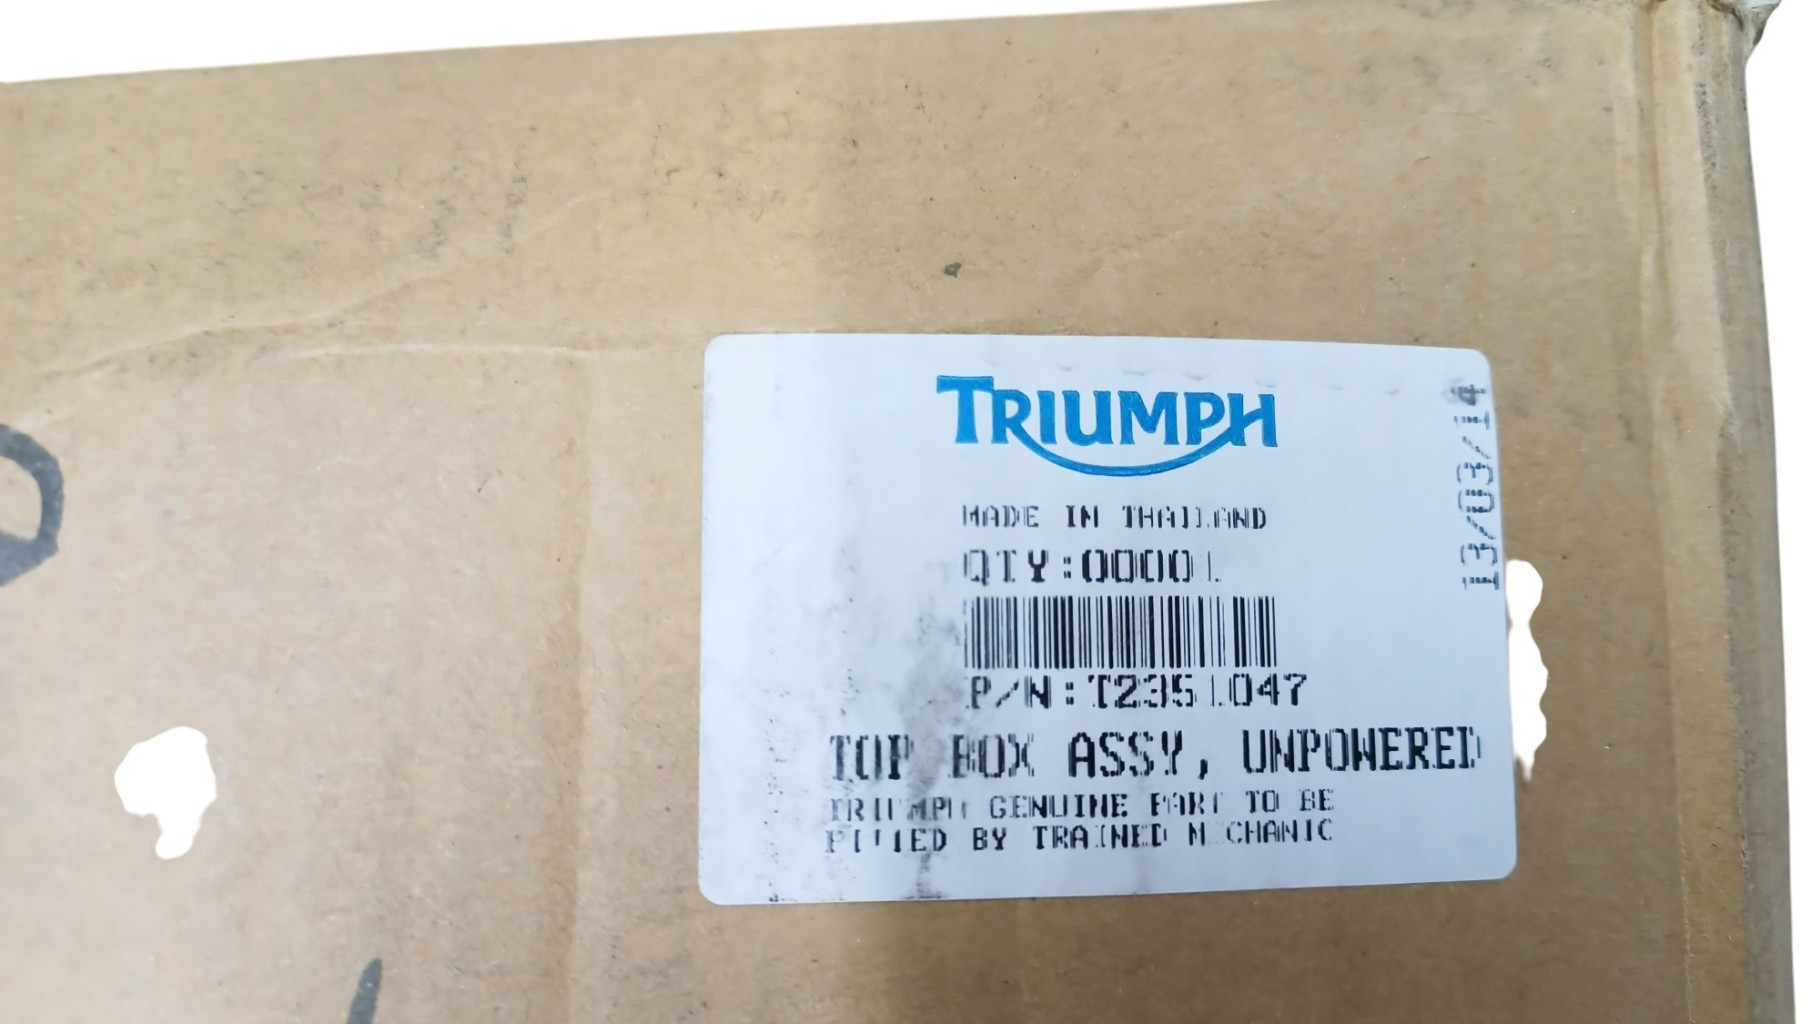 TRIUMPH
MADE IN THAILAND
QTY:00001
P/N:T2351047
TOP BOX ASSY, UNPOWERED
TRIUMPH GENUINE PART TO BE
FITTED BY TRAINED MECHANIC
13/03/14